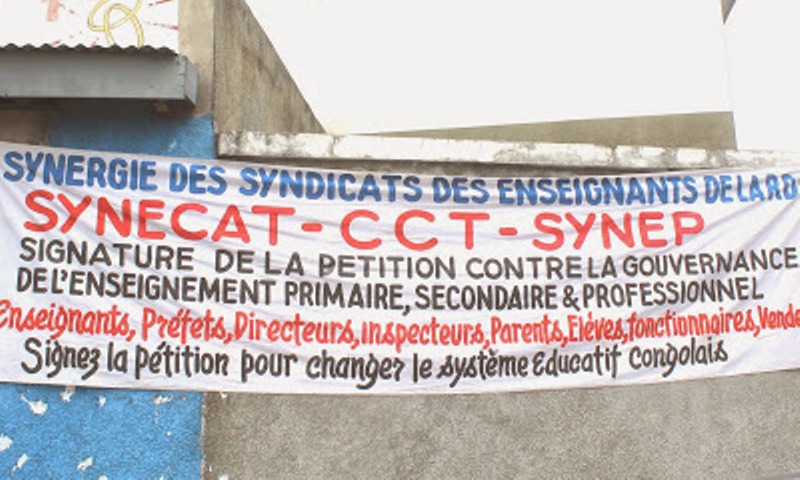 SYNERGIE DES SYNDICATS DES ENSEIGNANTS DE LA RD
SYNECAT - CCT - SYNEP
SIGNATURE DE LA PETITION CONTRE LA GOUVERNANCE
DE L'ENSEIGNEMENT PRIMAIRE, SECONDAIRE & PROFESSIONNEL
Enseignants, Préfets, Directeurs, inspecteurs, Parents, Elèves, fonctionnaires, Vende
Signez la pétition pour changer le système Educatif congolais